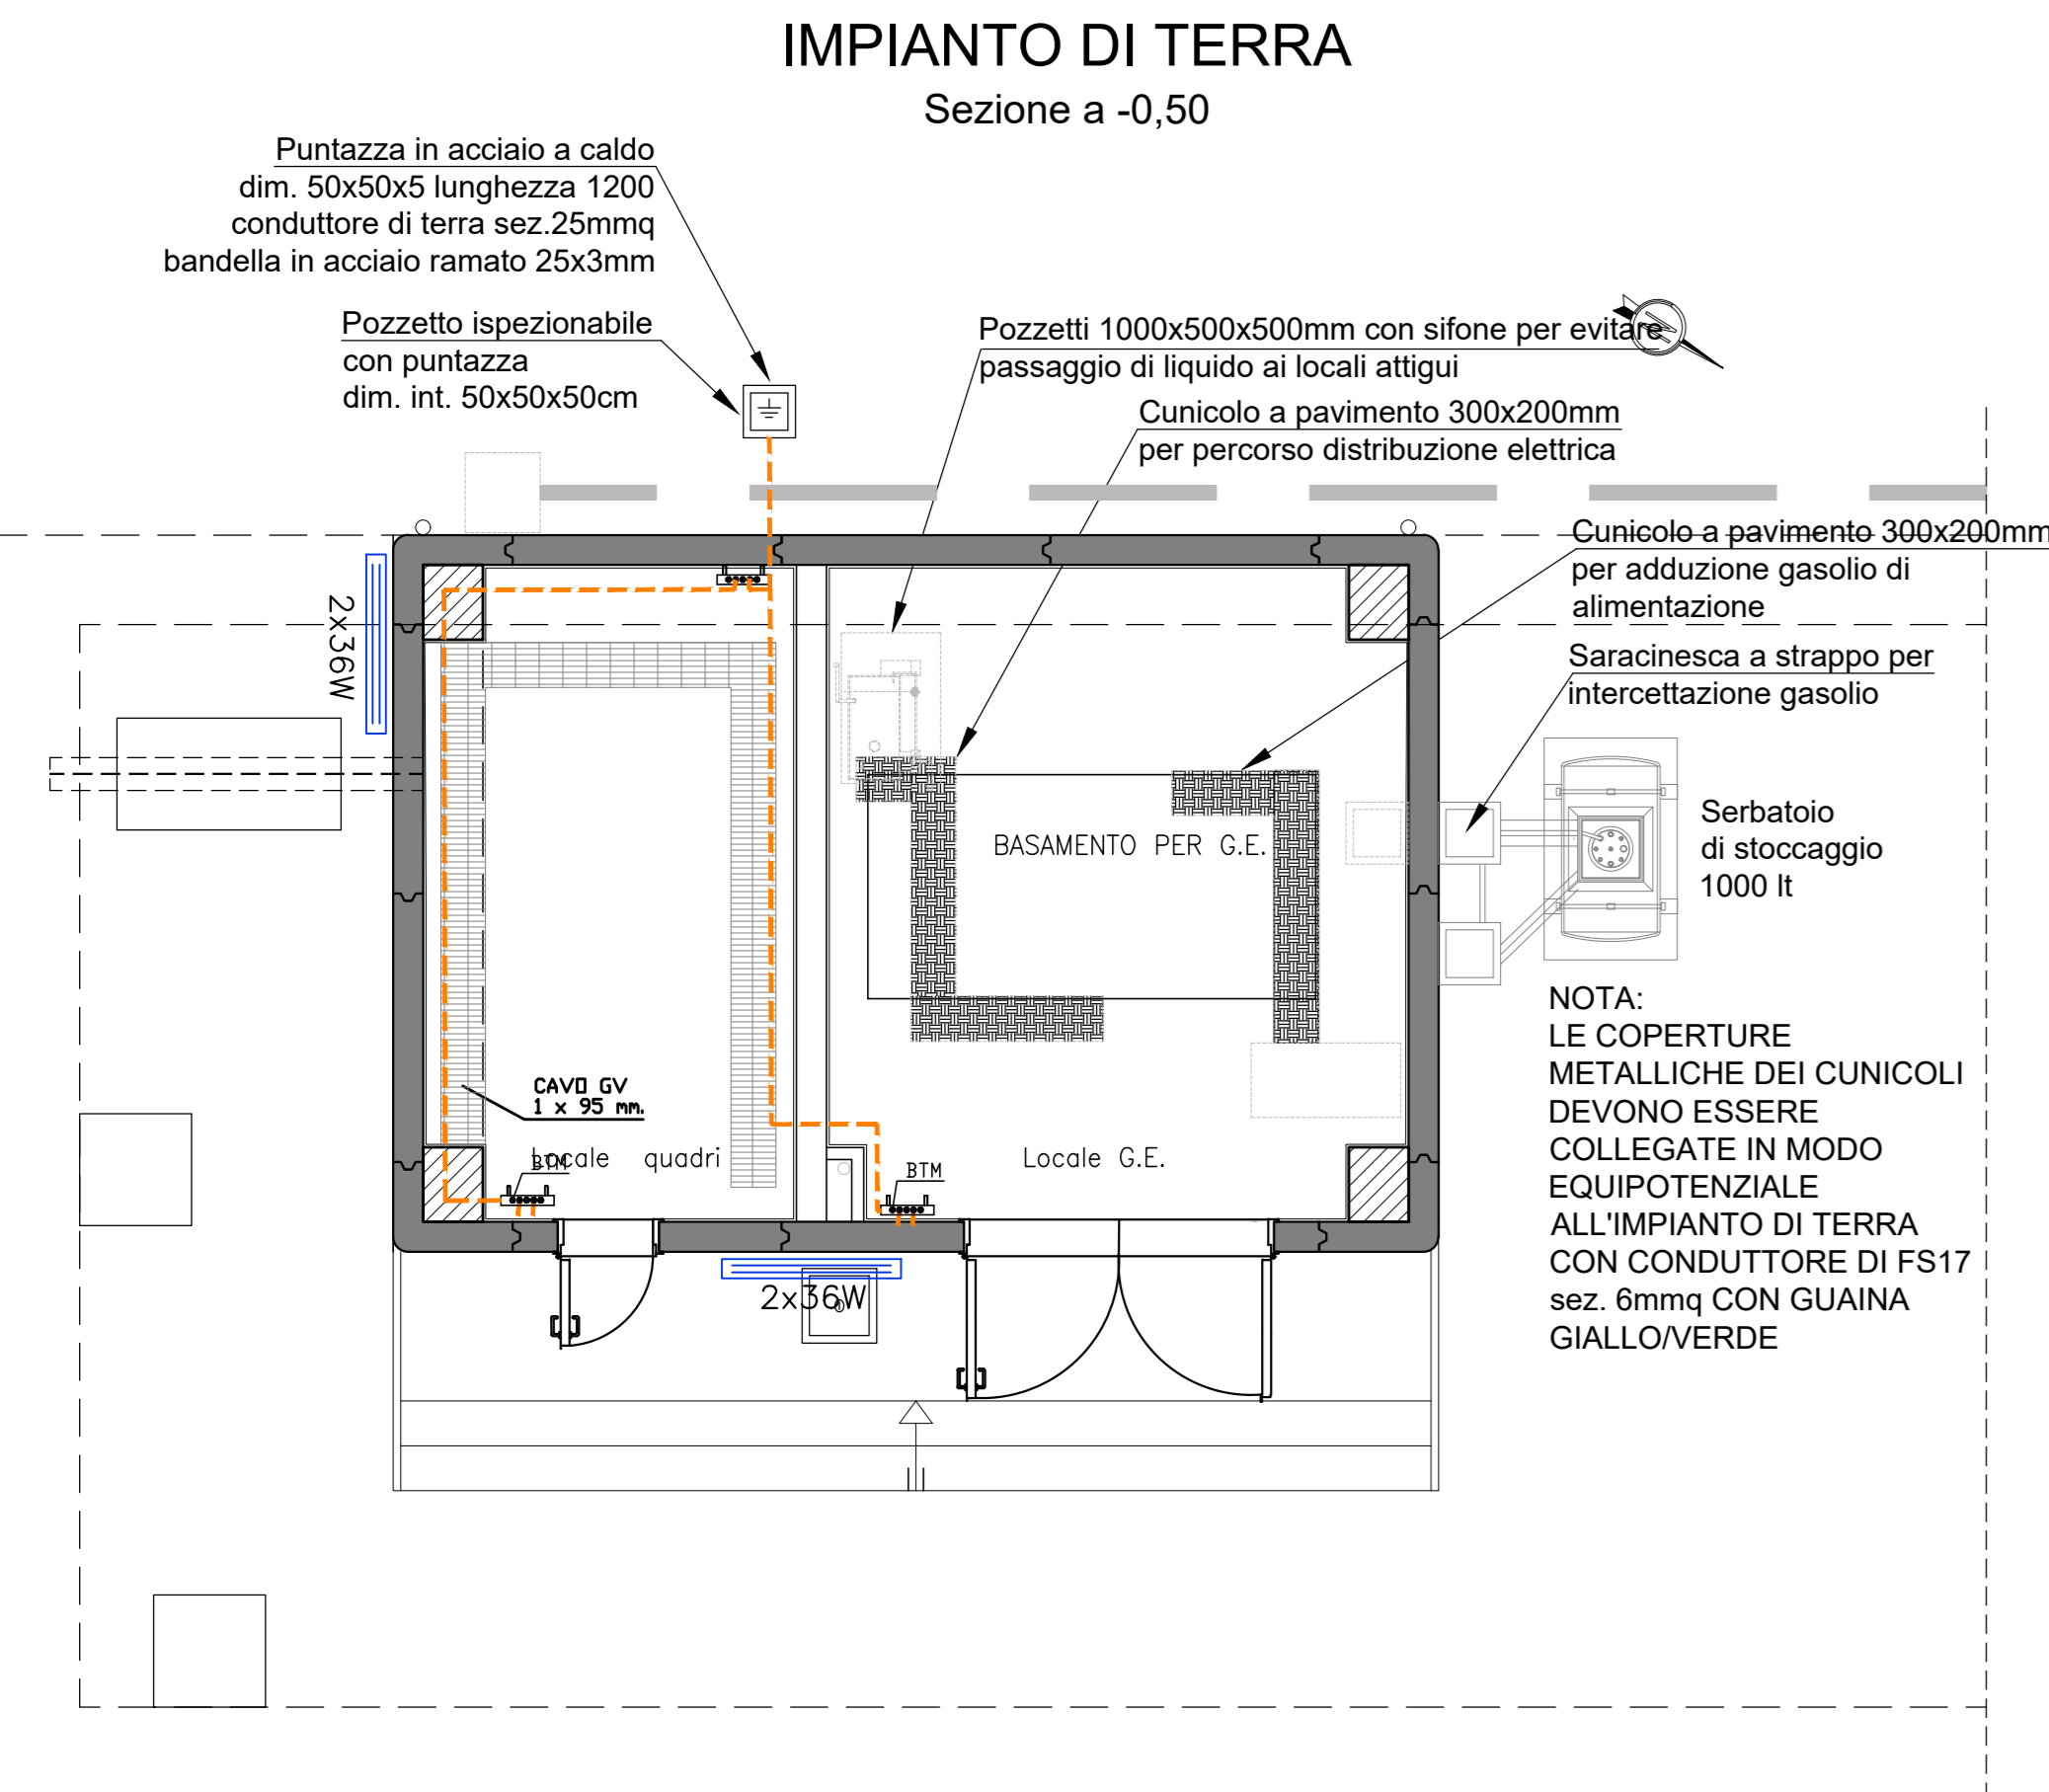 IMPIANTO DI TERRA
Sezione a -0,50
Puntazza in acciaio a caldo
dim. 50x50x5 lunghezza 1200
conduttore di terra sez.25mmq
bandella in acciaio ramato 25x3mm
Pozzetto ispezionabile
con puntazza
dim. int. 50x50x50cm
Pozzetti 1000x500x500mm con sifone per evitare
passaggio di liquido ai locali attigui
Cunicolo a pavimento 300x200mm
per percorso distribuzione elettrica
Cunicolo a pavimento 300x200mm
per adduzione gasolio di
alimentazione
Saracinesca a strappo per
intercettazione gasolio
2x36W
BASAMENTO PER G.E.
Serbatoio
di stoccaggio
1000 lt
NOTA:
LE COPERTURE
METALLICHE DEI CUNICOLI
DEVONO ESSERE
COLLEGATE IN MODO
EQUIPOTENZIALE
ALL'IMPIANTO DI TERRA
CON CONDUTTORE DI FS17
sez. 6mmq CON GUAINA
GIALLO/VERDE
CAVO GV
1 x 95 mm.
Locale quadri
BTM
BTM
Locale G.E.
2x36W